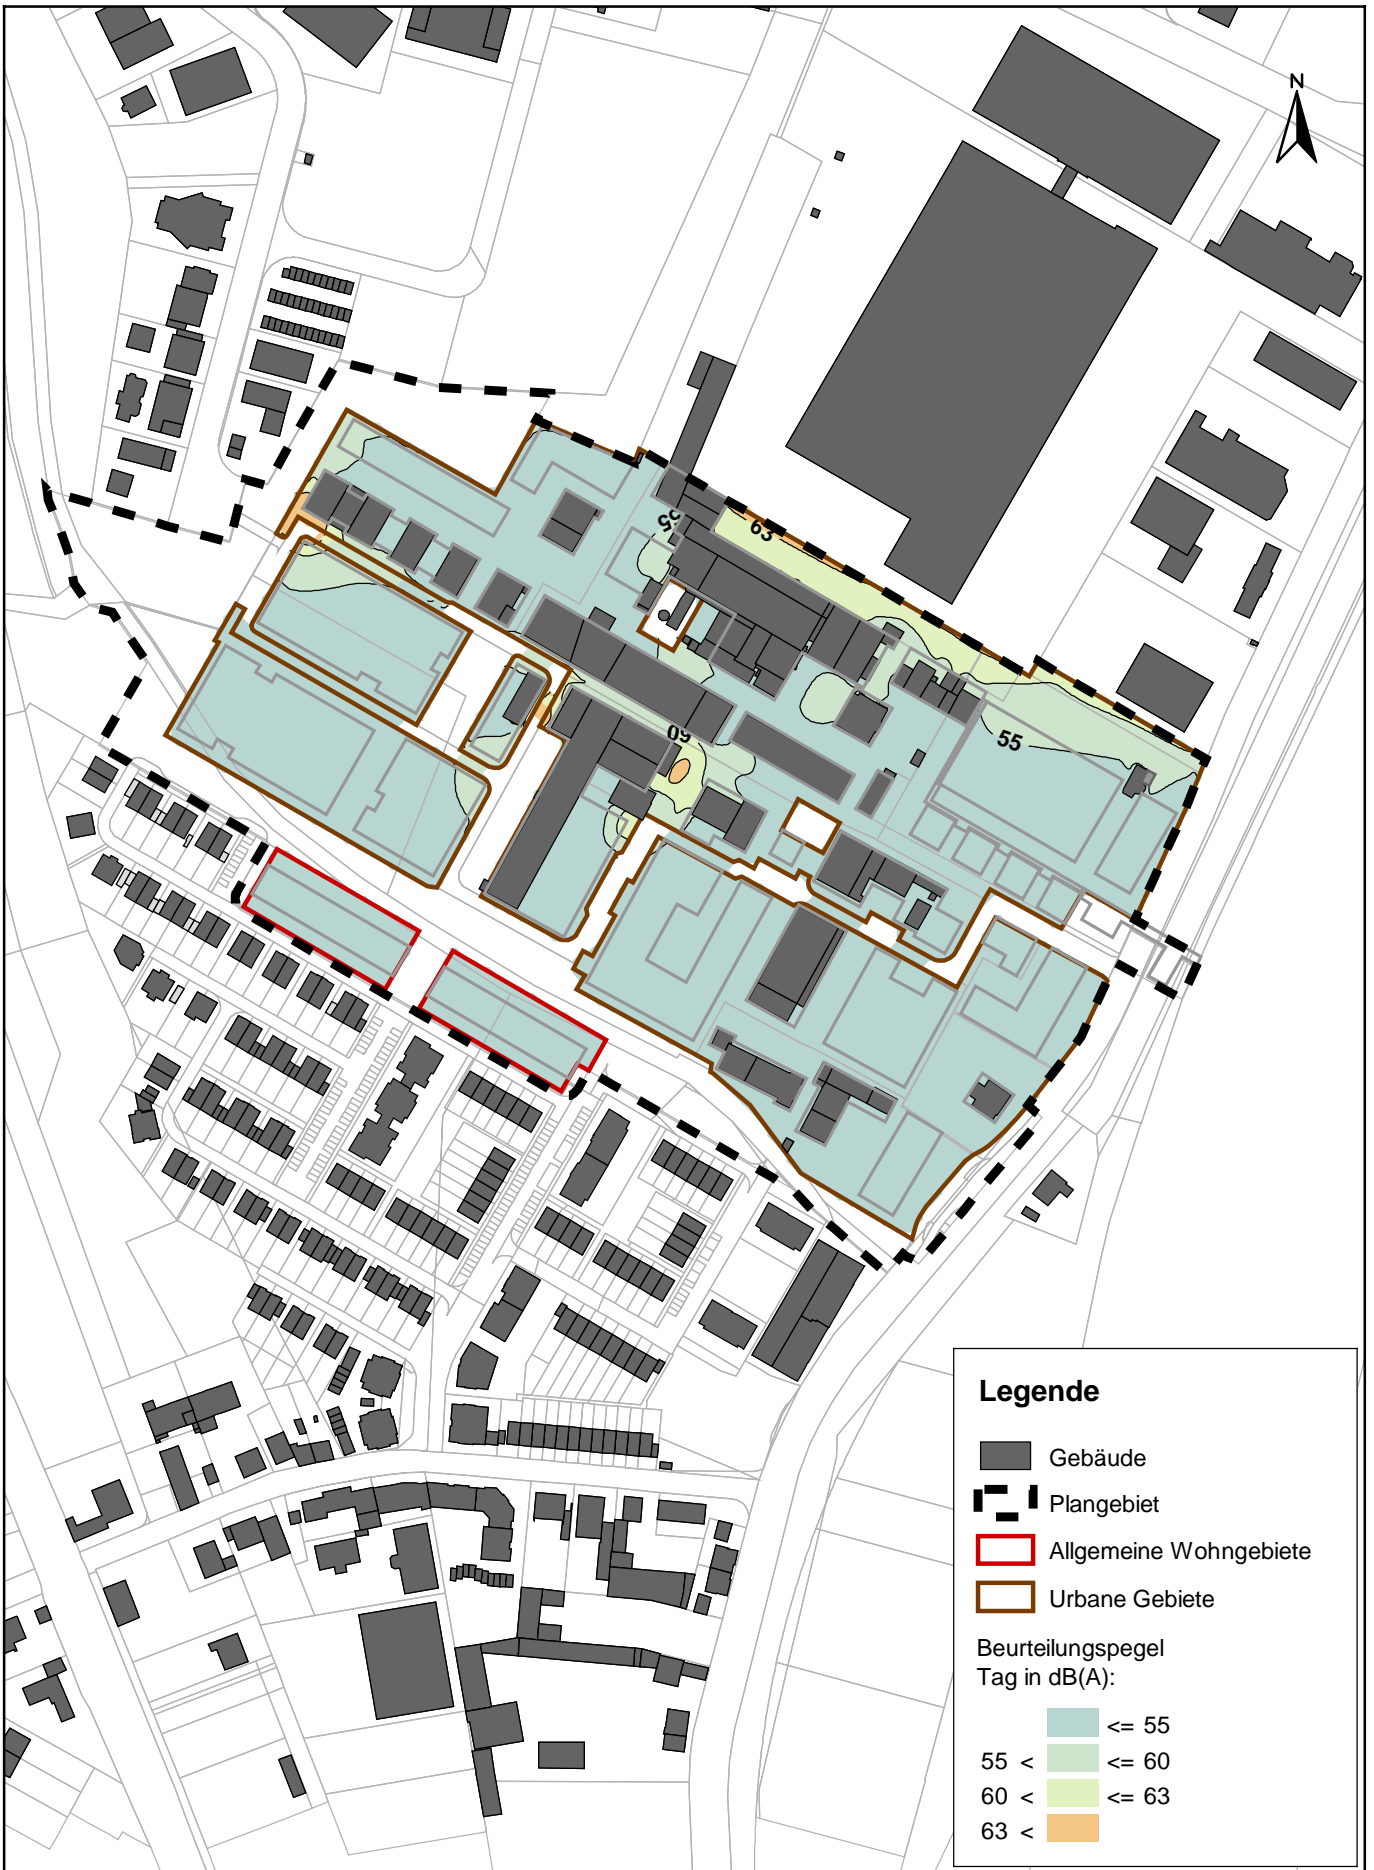 N
55
63
60
55
Legende
Gebäude
Plangebiet
Allgemeine Wohngebiete
Urbane Gebiete
Beurteilungspegel
Tag in dB(A):
<= 55
55 < <= 60
60 < <= 63
63 <